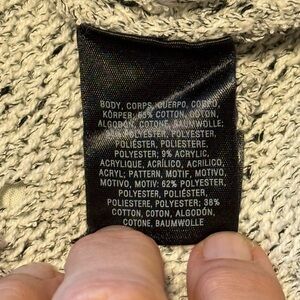 BODY, CORPS, CUERPO, CORPO,
KÖRPER: 65% COTTON, COTON,
ALGODÓN, COTONE, BAUMWOLLE;
POLYESTER, POLYESTER,
POLIÉSTER, POLIESTERE,
POLYESTER; 9% ACRYLIC,
ACRYLIQUE, ACRÍLICO, ACRILICO,
ACRYL; PATTERN, MOTIF, MOTIVO,
MOTIVO, MOTIV: 62% POLYESTER,
POLYESTER, POLIÉSTER,
POLIESTERE, POLYESTER; 38%
COTTON, COTON, ALGODÓN,
COTONE, BAUMWOLLE